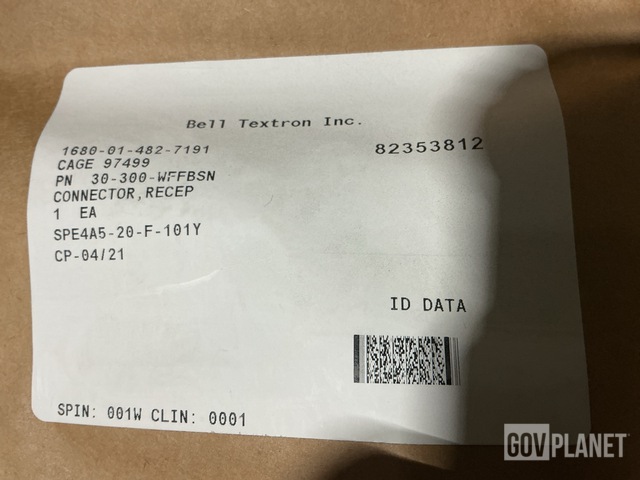 Bell Textron Inc.
1680-01-482-7191 82353812
CAGE 97499
PN 30-300-WFFBSN
CONNECTOR,RECEP
1 EA
SPE4A5-20-F-101Y
CP-04/21
ID DATA
SPIN: 001W CLIN: 0001
GOVPLANET